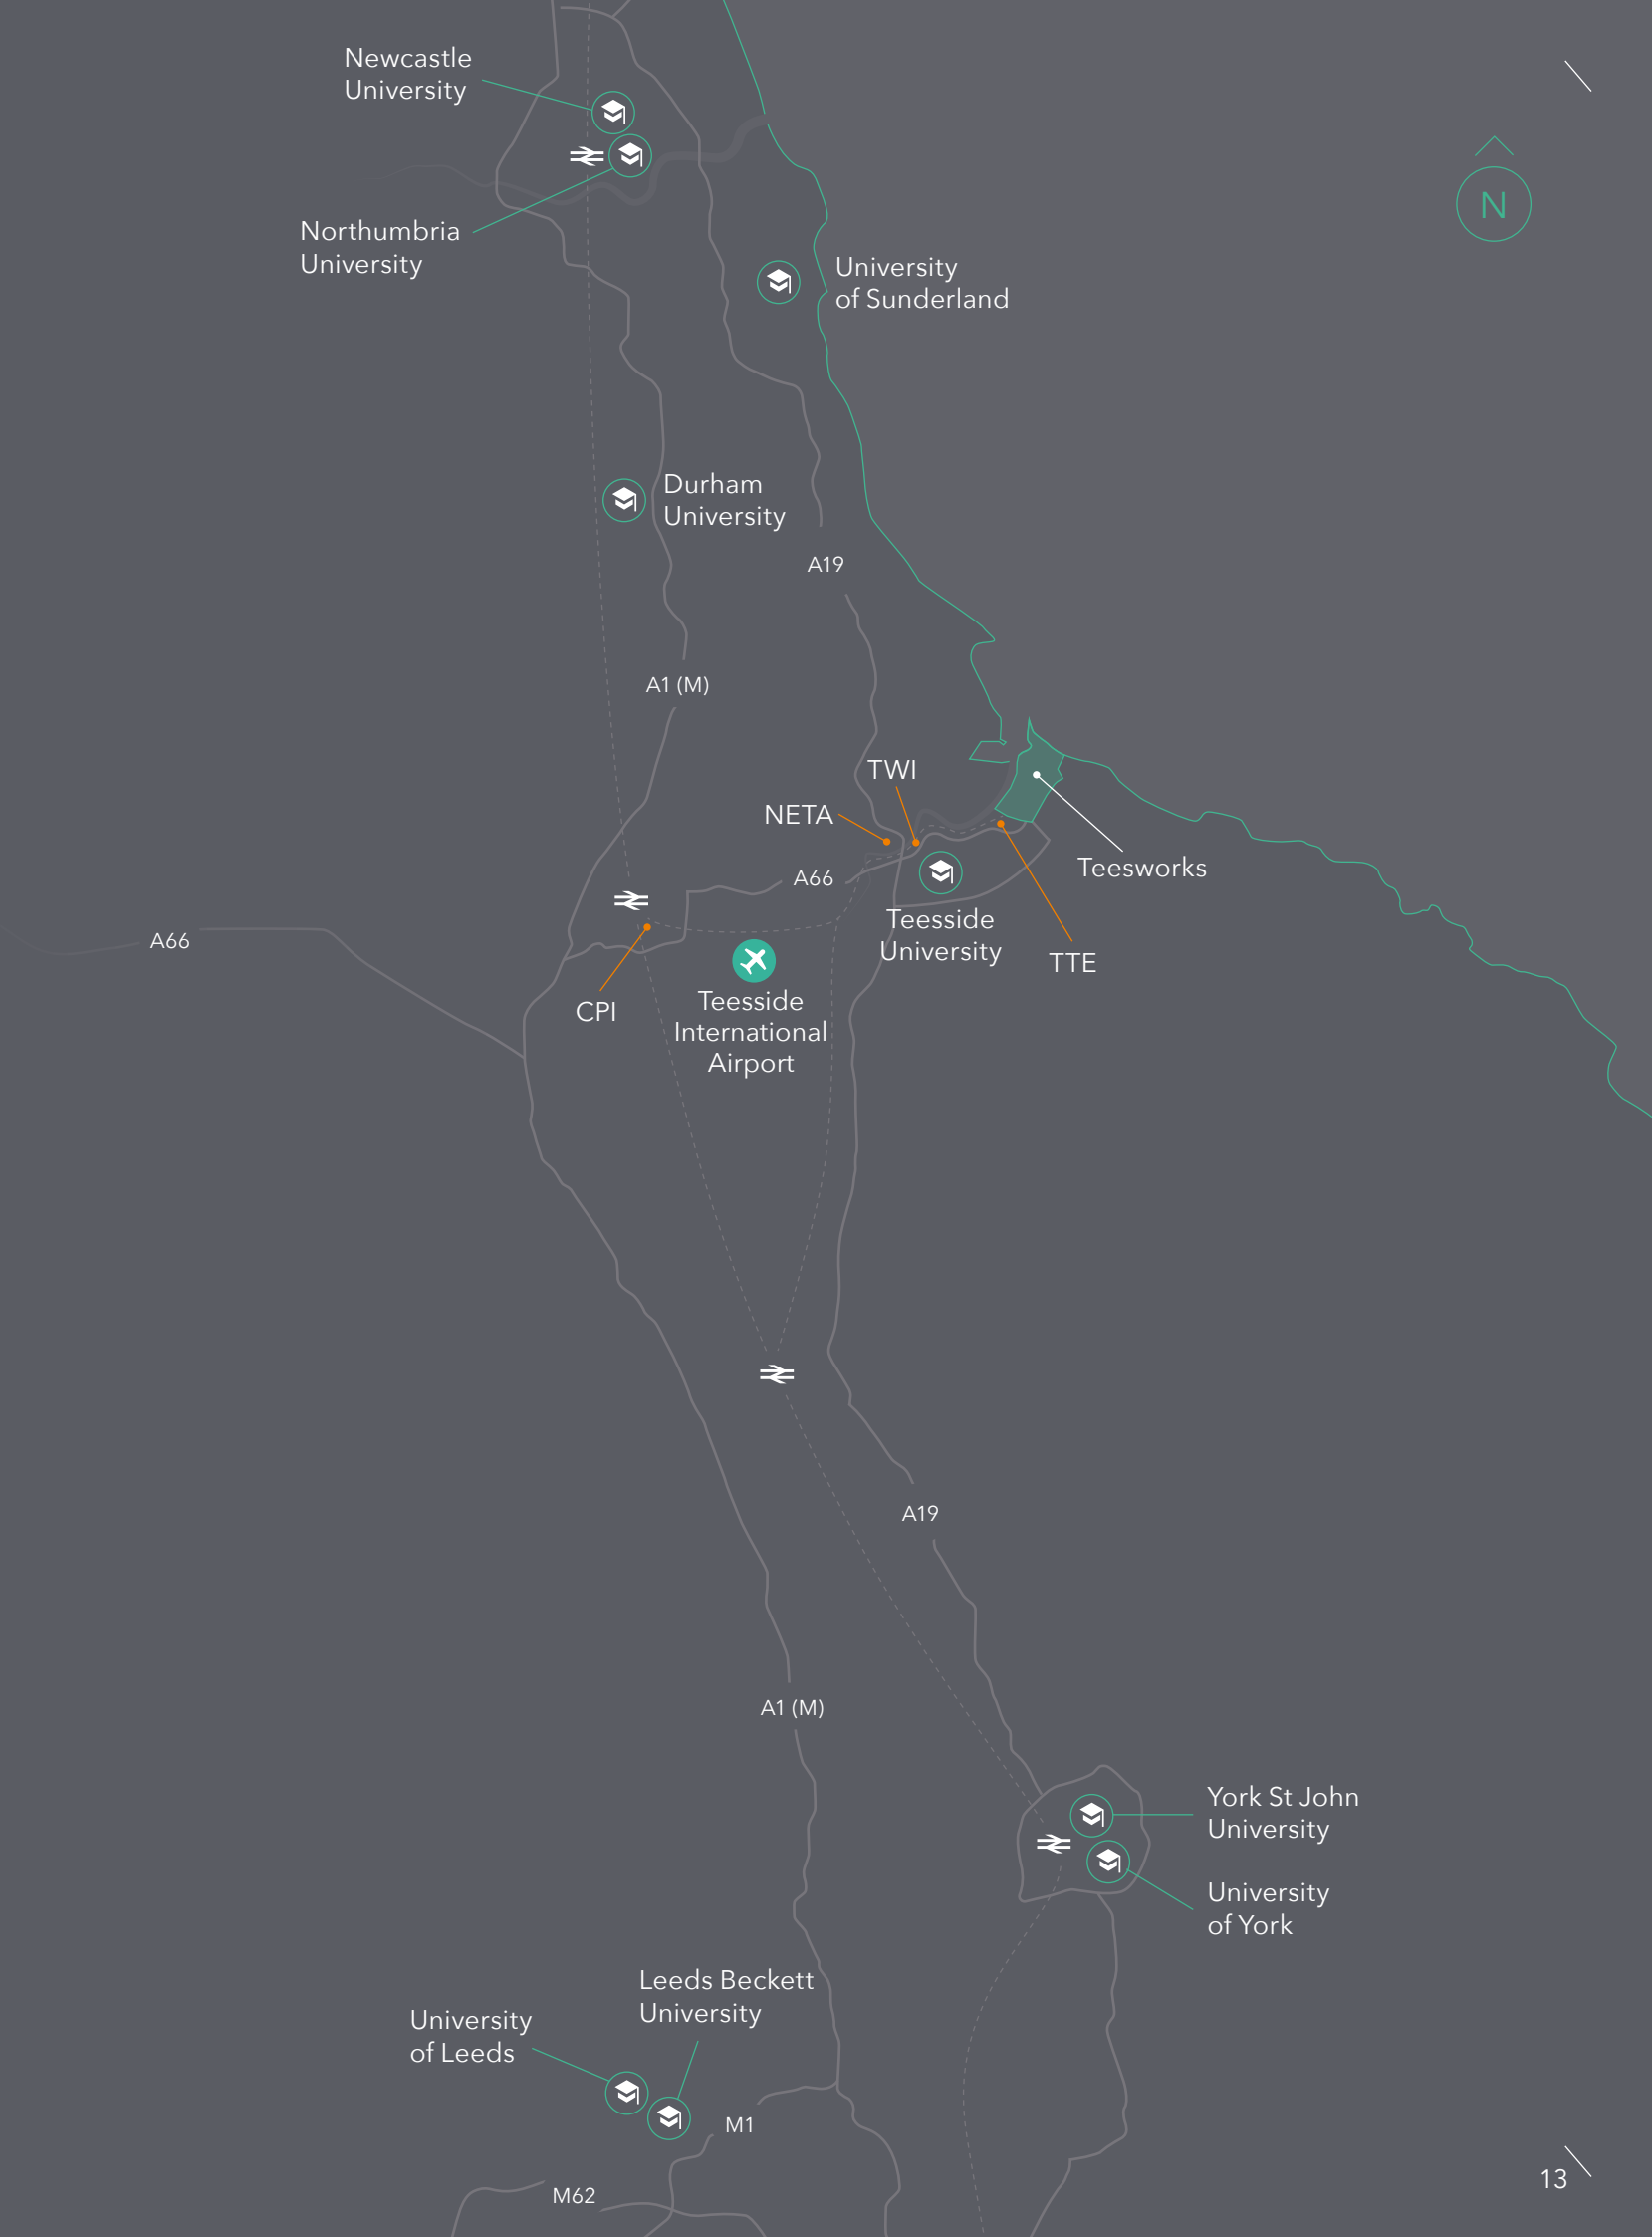 Newcastle
University
N
Northumbria
University
University
of Sunderland
Durham
University
A19
A1 (M)
TWI
NETA
Teesworks
A66
Teesside
University
A66
TTE
CPI
Teesside
International
Airport
A19
A1 (M)
York St John
University
University
of York
Leeds Beckett
University
University
of Leeds
M1
M62
13